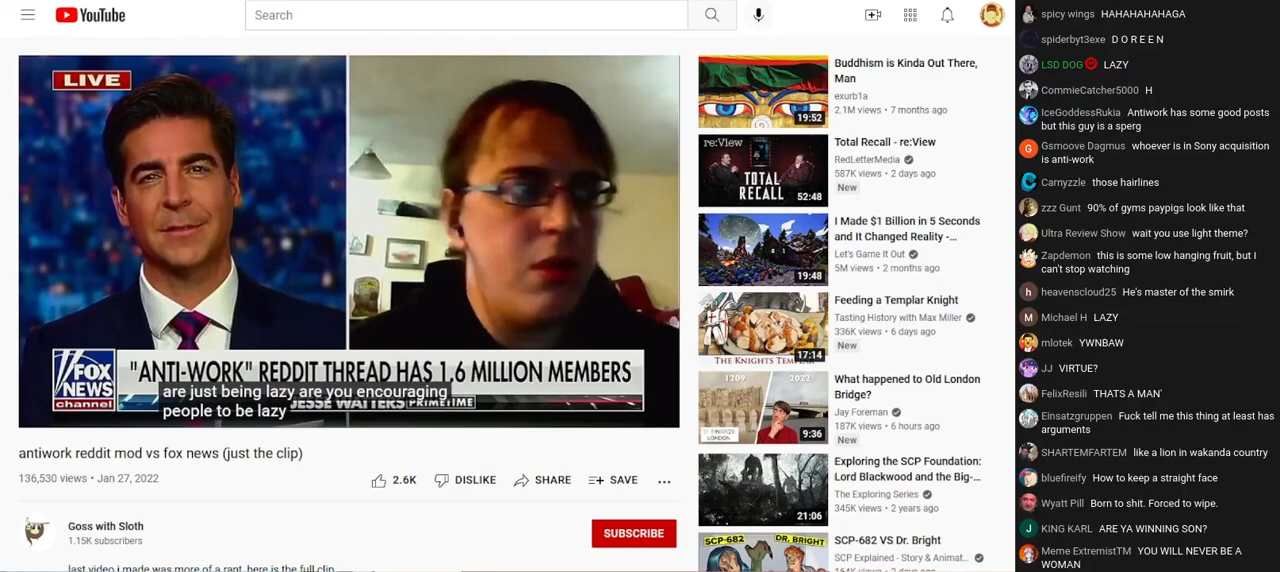 YouTube
Search
LIVE
FOX
NEWS
channel
"ANTI-WORK" REDDIT THREAD HAS 1.6 MILLION MEMBERS
are just being lazy are you encouraging
people to be lazy
JESSE WATTERS PRIMETIME
antiwork reddit mod vs fox news (just the clip)
136,530 views • Jan 27, 2022
2.6K
DISLIKE
SHARE
SAVE
Goss with Sloth
1.15K subscribers
SUBSCRIBE
last video i made was more of a rant, here is the full clip
19:52
Buddhism is Kinda Out There,
Man
exurb1a
2.1M views • 7 months ago
re:View
TOTAL
RECALL
52:48
Total Recall - re:View
RedLetterMedia
587K views • 2 days ago
New
19:48
I Made $1 Billion in 5 Seconds
and It Changed Reality -...
Let's Game It Out
5M views • 2 months ago
17:14
Feeding a Templar Knight
Tasting History with Max Miller
336K views • 6 days ago
New
1209
2022
LONDON
9:36
What happened to Old London
Bridge?
Jay Foreman
187K views • 6 hours ago
New
21:06
Exploring the SCP Foundation:
Lord Blackwood and the Big-...
The Exploring Series
345K views • 2 years ago
SCP-682
DR. BRIGHT
SCP-682 VS Dr. Bright
SCP Explained - Story & Animat...
spicy wings HAHAHAHAHAGA
spiderbyt3exe D O R E E N
LSD DOG LAZY
CommieCatcher5000 H
IceGoddessRukia Antiwork has some good posts
but this guy is a sperg
G
Gsmoove Dagmus whoever is in Sony acquisition
is anti-work
Carnyzzle those hairlines
zzz Gunt 90% of gyms paypigs look like that
Ultra Review Show wait you use light theme?
Zapdemon this is some low hanging fruit, but I
can't stop watching
h
heavenscloud25 He's master of the smirk
M
Michael H LAZY
mlotek YWNBAW
JJ VIRTUE?
FelixResili THATS A MAN'
Einsatzgruppen Fuck tell me this thing at least has
arguments
SHARTEMFARTEM like a lion in wakanda country
bluefireify How to keep a straight face
Wyatt Pill Born to shit. Forced to wipe.
J
KING KARL ARE YA WINNING SON?
Meme ExtremistTM YOU WILL NEVER BE A
WOMAN